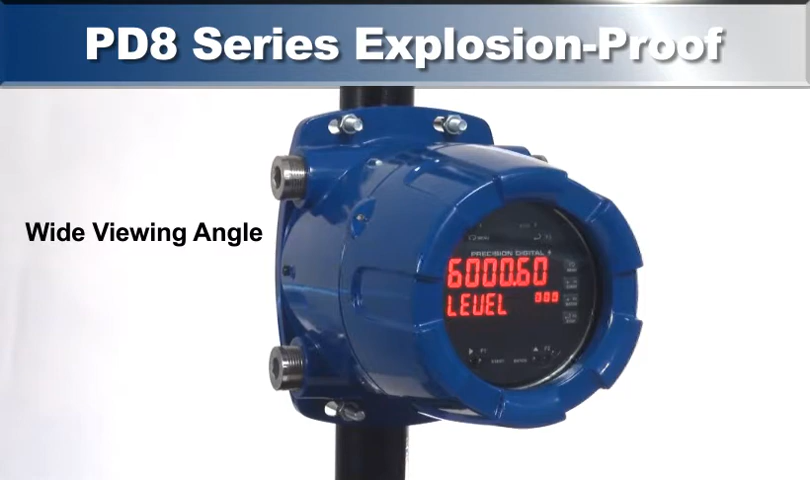 PD8 Series Explosion-Proof
Wide Viewing Angle
PRECISION DIGITAL
6000.60
LEVEL